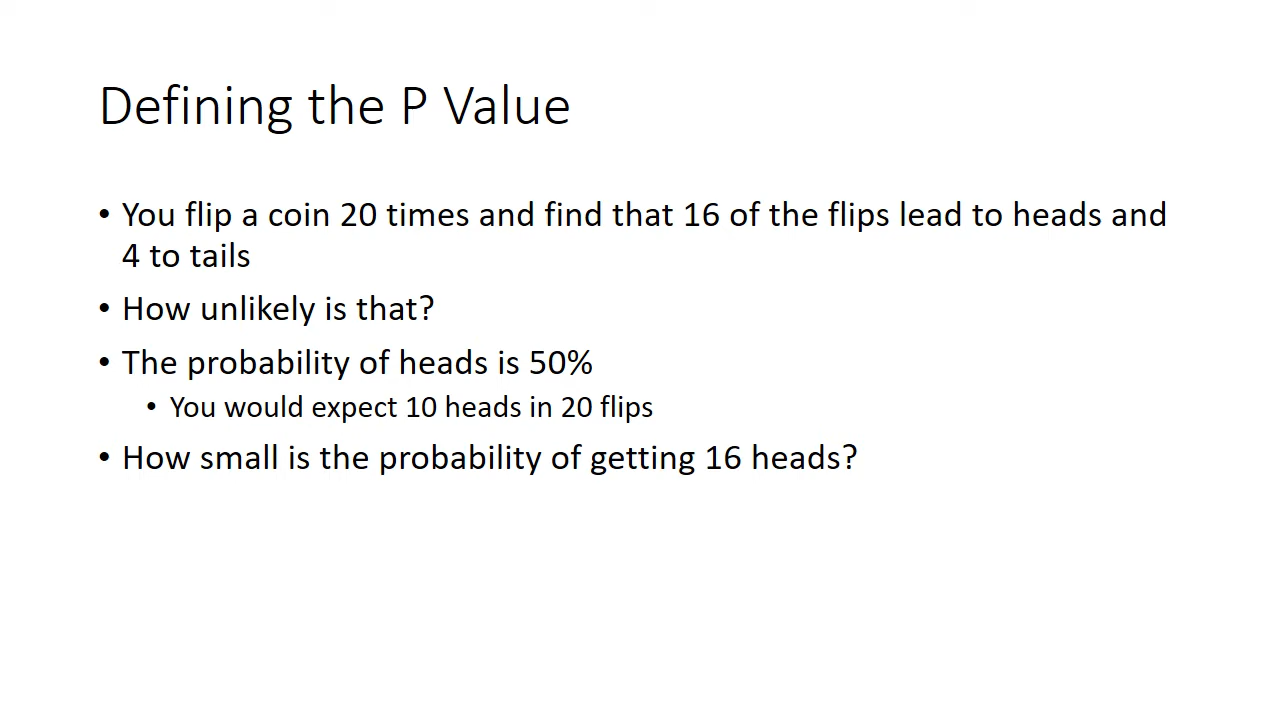 Defining the P Value
• You flip a coin 20 times and find that 16 of the flips lead to heads and
4 to tails
• How unlikely is that?
• The probability of heads is 50%
• You would expect 10 heads in 20 flips
• How small is the probability of getting 16 heads?